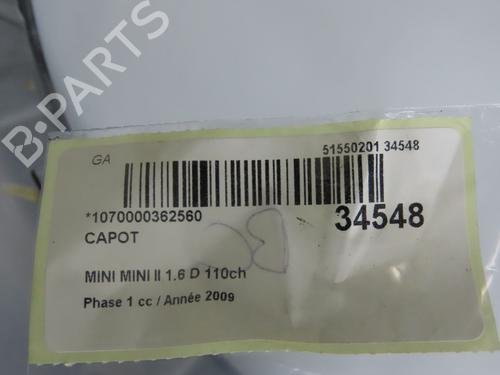 B-PARTS
GA
51550201 34548
*1070000362560
34548
CAPOT
MINI MINI II 1.6 D 110ch
Phase 1 cc / Année 2009